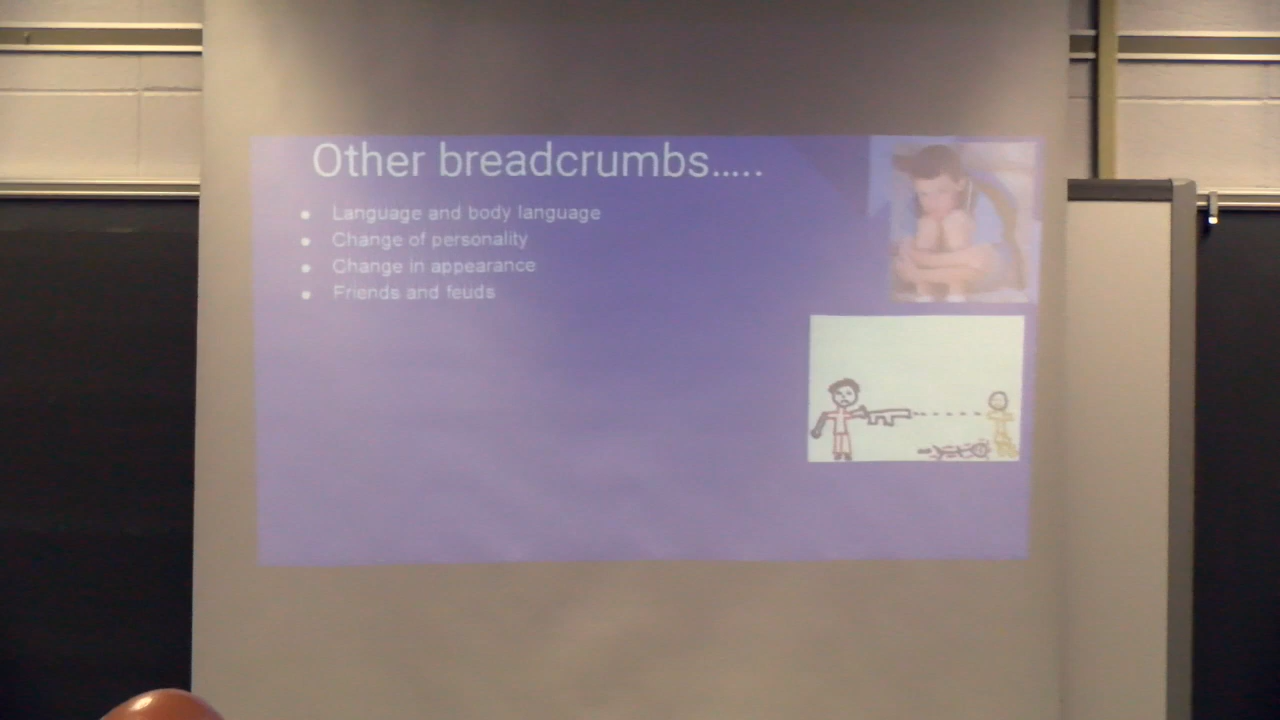 Other breadcrumbs.....
● Language and body language
● Change of personality
● Change in appearance
● Friends and feuds